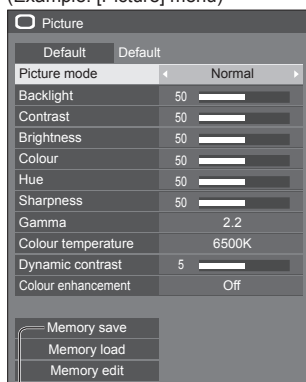 (Example: [Picture] menu)
Picture
Default Default
Picture mode Normal
Backlight 50
Contrast 50
Brightness 50
Colour 50
Hue 50
Sharpness 50
Gamma 2.2
Colour temperature 6500K
Dynamic contrast 5
Colour enhancement Off
Memory save
Memory load
Memory edit